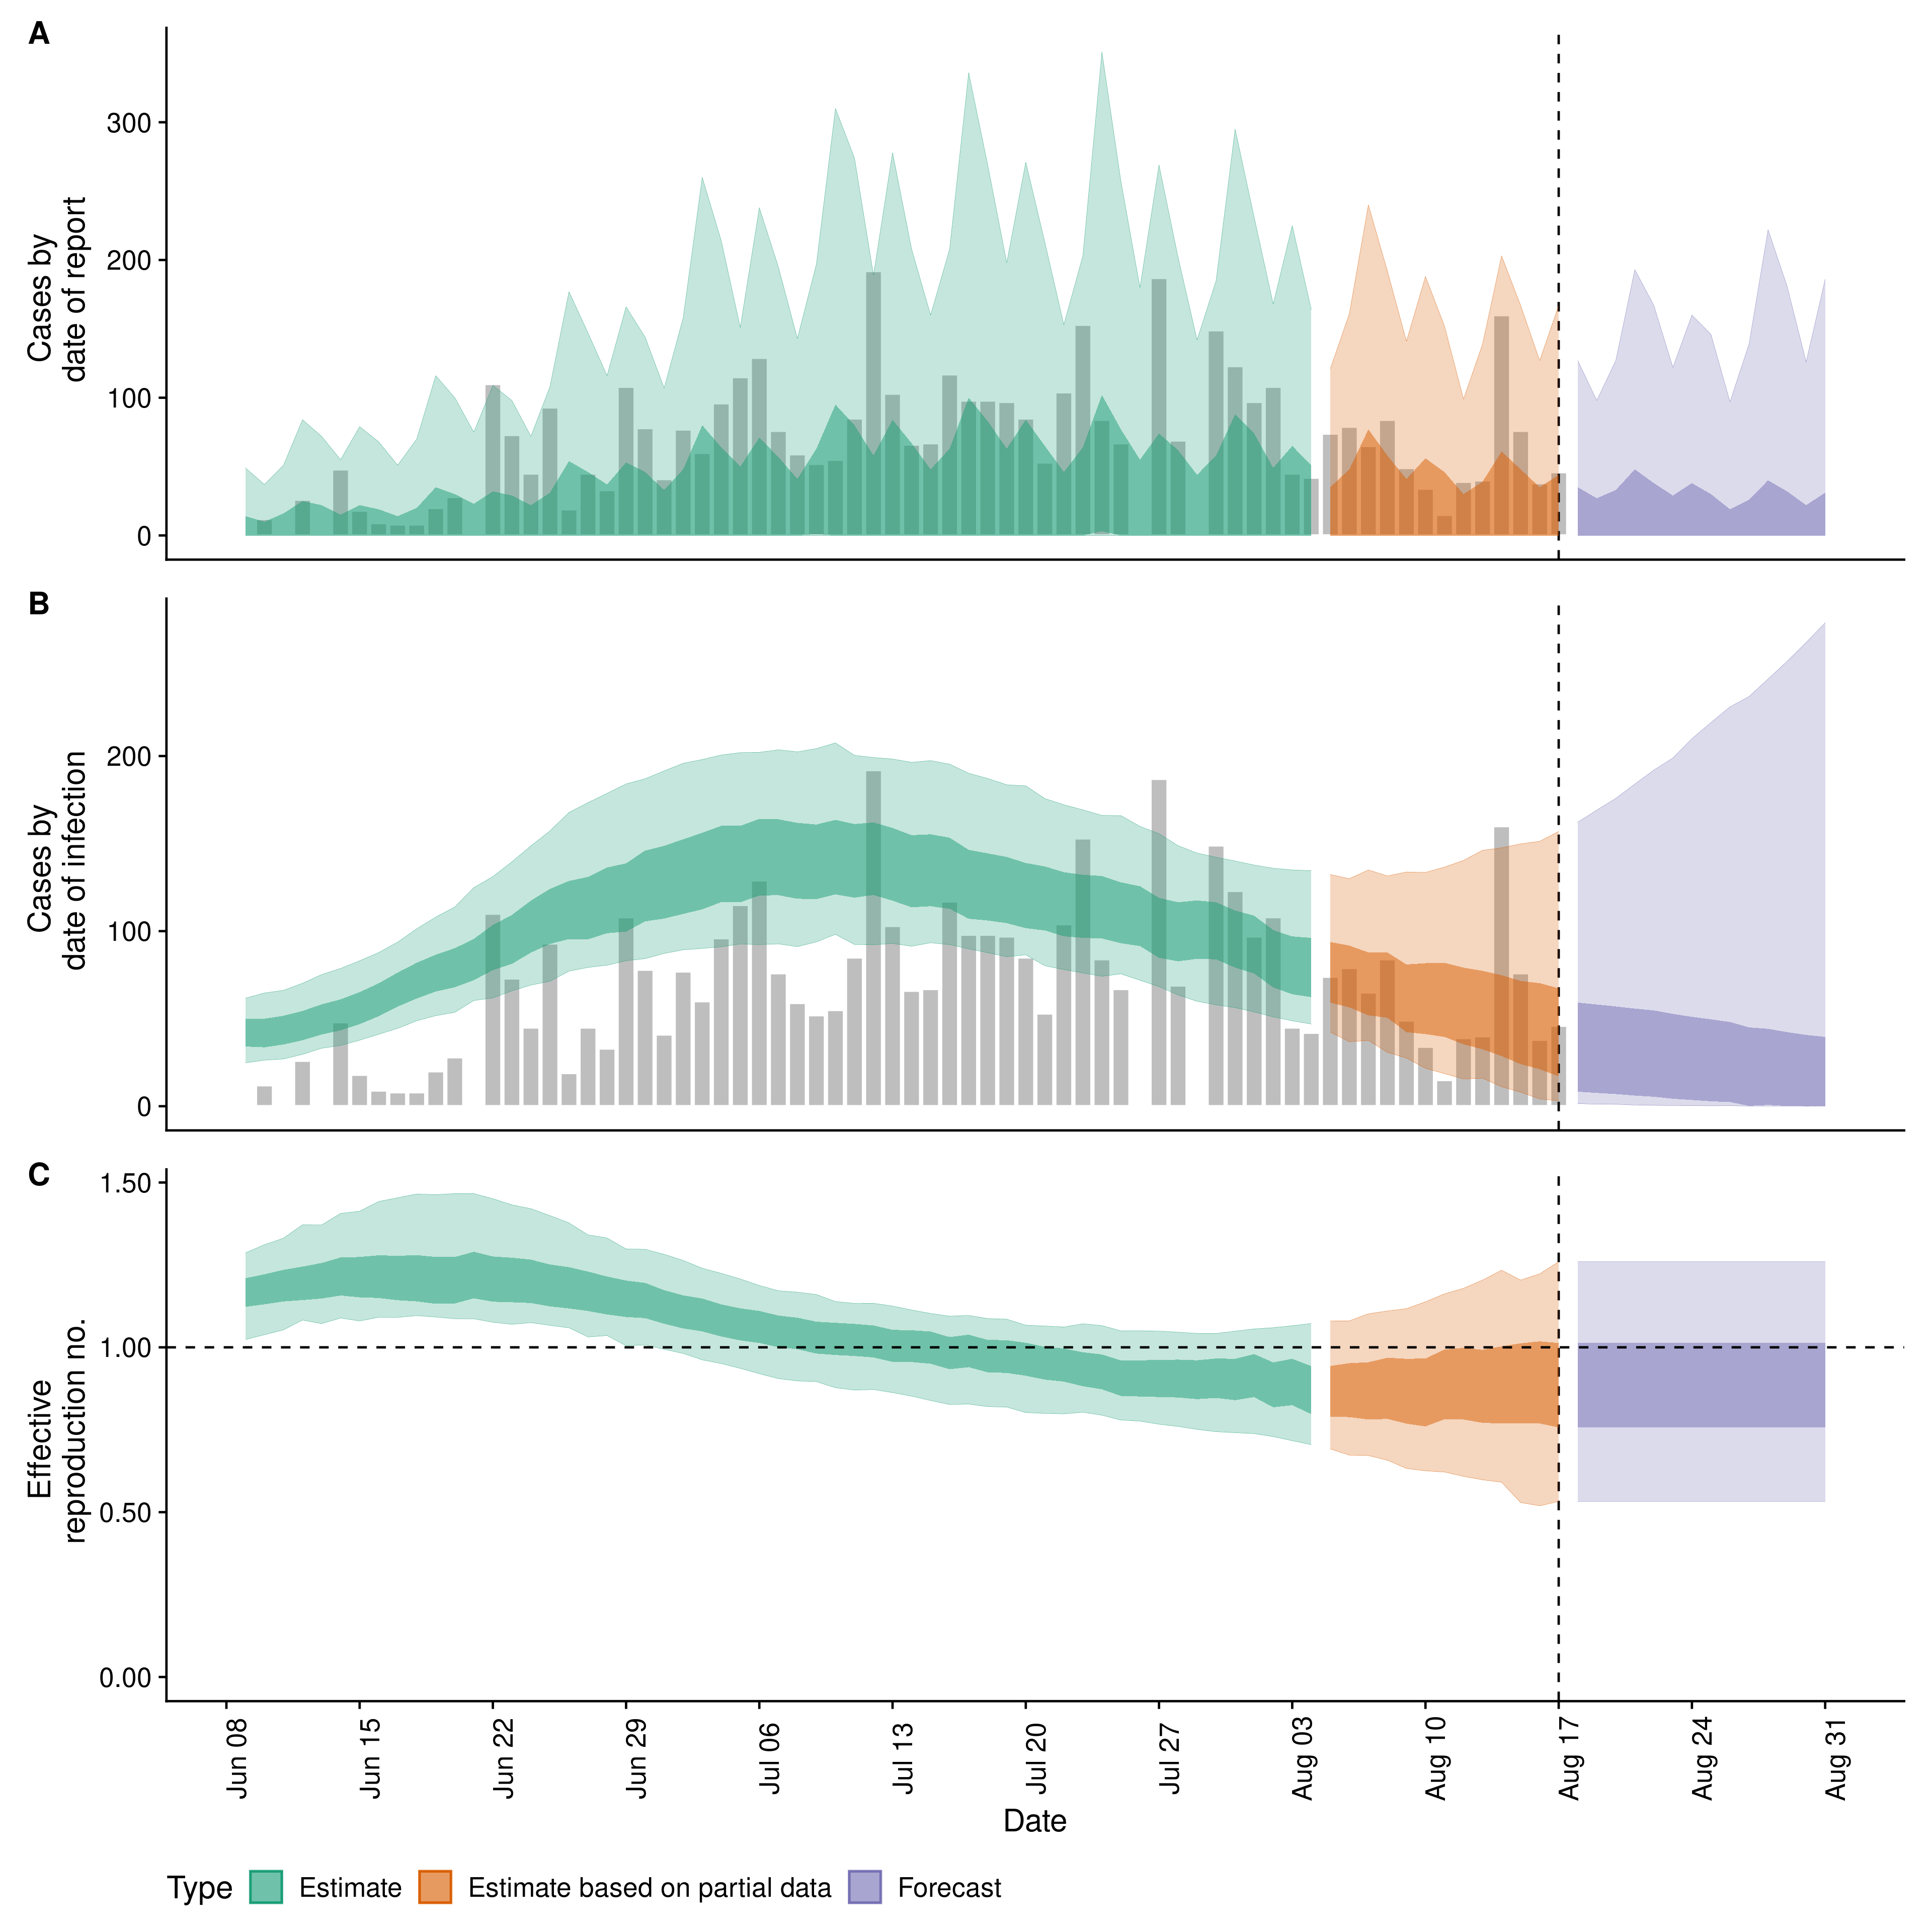 A
Cases by
date of report
300
200
100
0
B
Cases by
date of infection
200
100
0
C
Effective
reproduction no.
1.50
1.00
0.50
0.00
Jun 08
Jun 15
Jun 22
Jun 29
Jul 06
Jul 13
Jul 20
Jul 27
Aug 03
Aug 10
Aug 17
Aug 24
Aug 31
Date
Type Estimate Estimate based on partial data Forecast